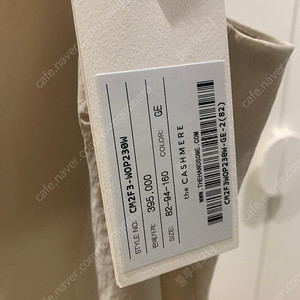 STYLE NO: CM2F3-WOP230W
판매가: 395,000 COLOR: GE
SIZE: 82-94-160
the CASHMERE
WWW.THEHANDSOME.COM
CM2F3WOP230W-GE-2(82)
cafe.naver.com